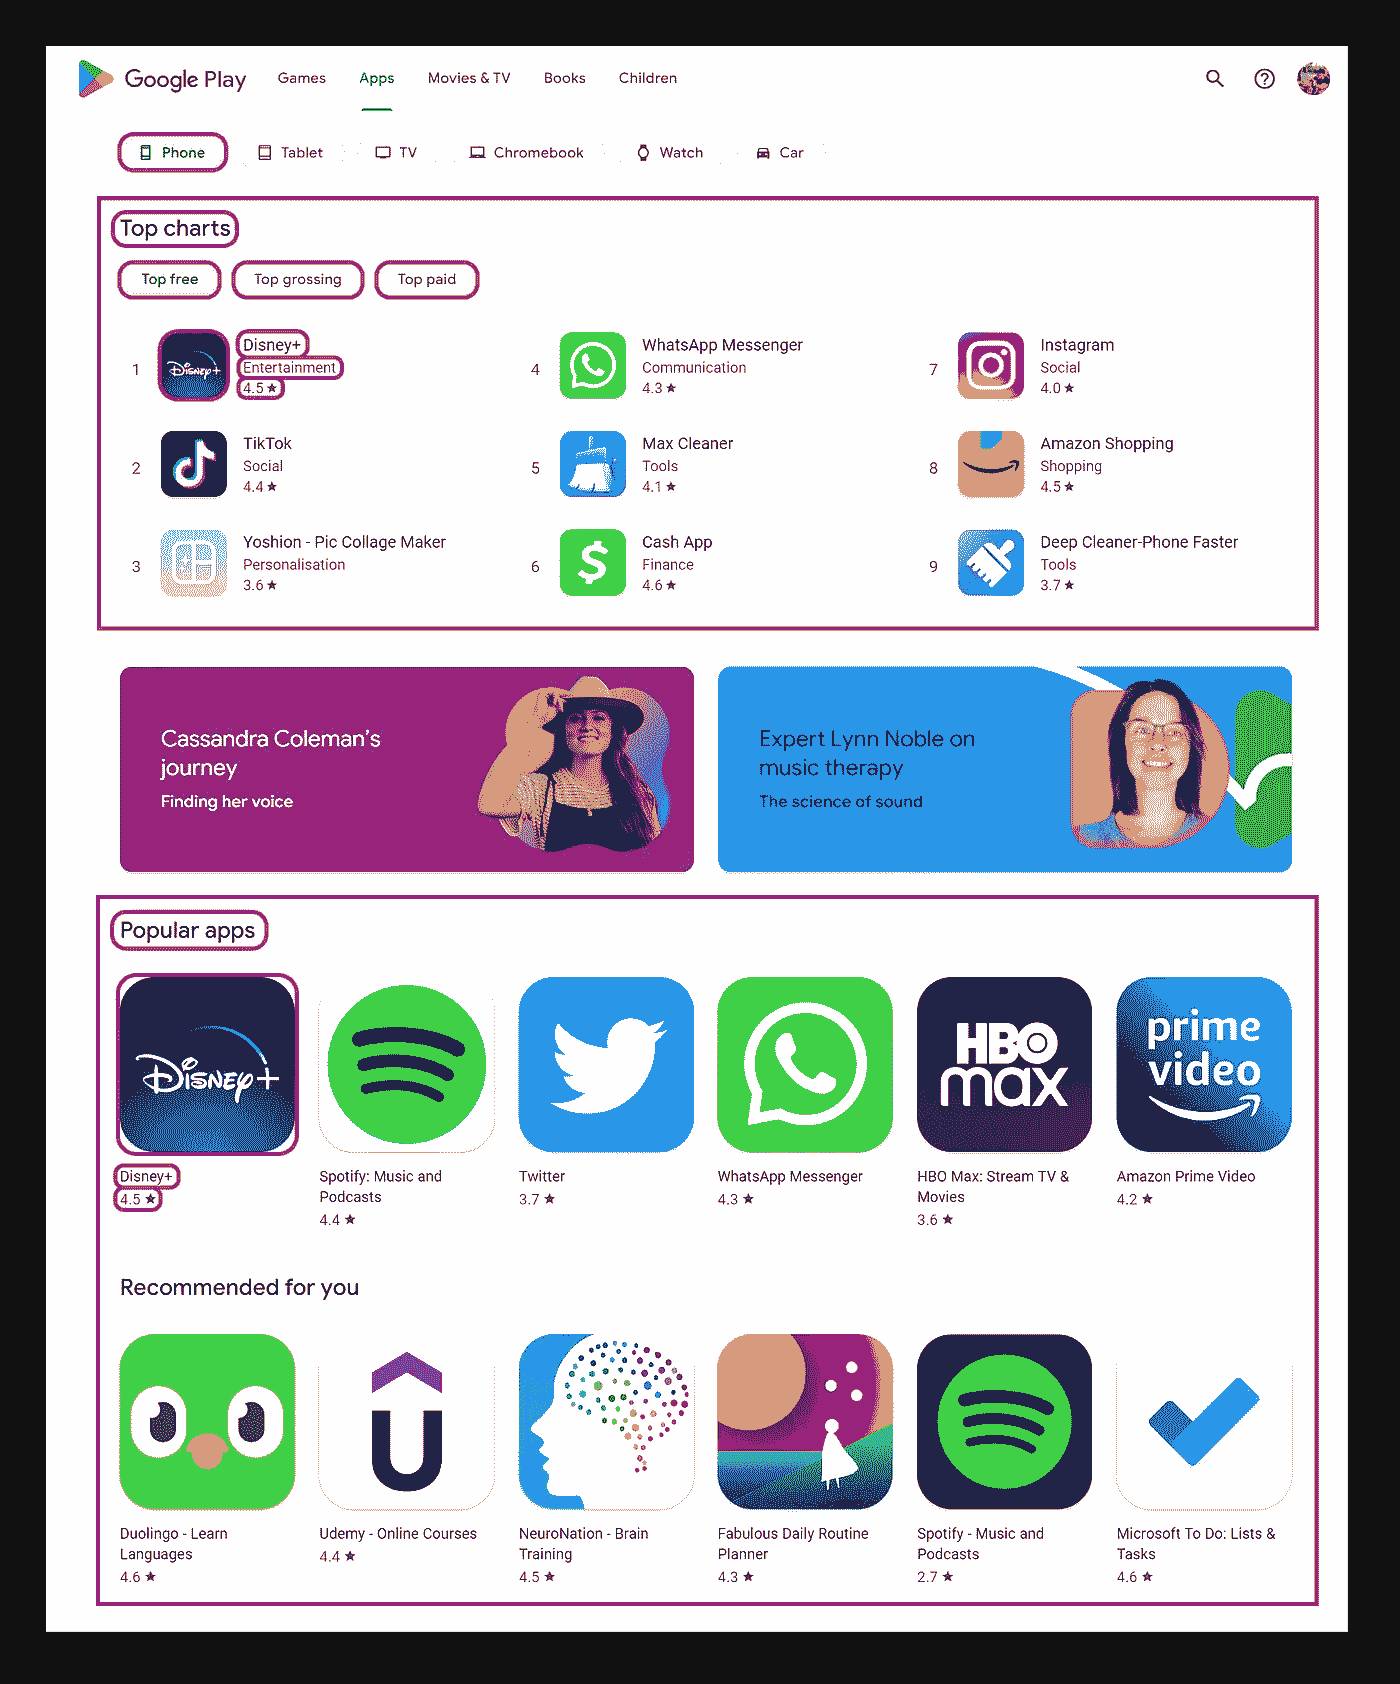 Google Play Games Apps Movies & TV Books Children
Phone Tablet TV Chromebook Watch Car
Top charts
Top free Top grossing Top paid
1
Disney+
Disney+
Entertainment
4.5 ★
2
TikTok
Social
4.4 ★
3
Yoshion - Pic Collage Maker
Personalisation
3.6 ★
4
WhatsApp Messenger
Communication
4.3 ★
5
Max Cleaner
Tools
4.1 ★
6
$
Cash App
Finance
4.6 ★
7
Instagram
Social
4.0 ★
8
Amazon Shopping
Shopping
4.5 ★
9
Deep Cleaner-Phone Faster
Tools
3.7 ★
Cassandra Coleman's
journey
Finding her voice
Expert Lynn Noble on
music therapy
The science of sound
Popular apps
Disney+
Disney+
4.5 ★
Spotify: Music and
Podcasts
4.4 ★
Twitter
3.7 ★
WhatsApp Messenger
4.3 ★
HBO
max
HBO Max: Stream TV &
Movies
3.6 ★
prime
video
Amazon Prime Video
4.2 ★
Recommended for you
Duolingo - Learn
Languages
4.6 ★
U
Udemy - Online Courses
4.4 ★
NeuroNation - Brain
Training
4.5 ★
Fabulous Daily Routine
Planner
4.3 ★
Spotify - Music and
Podcasts
2.7 ★
Microsoft To Do: Lists &
Tasks
4.6 ★